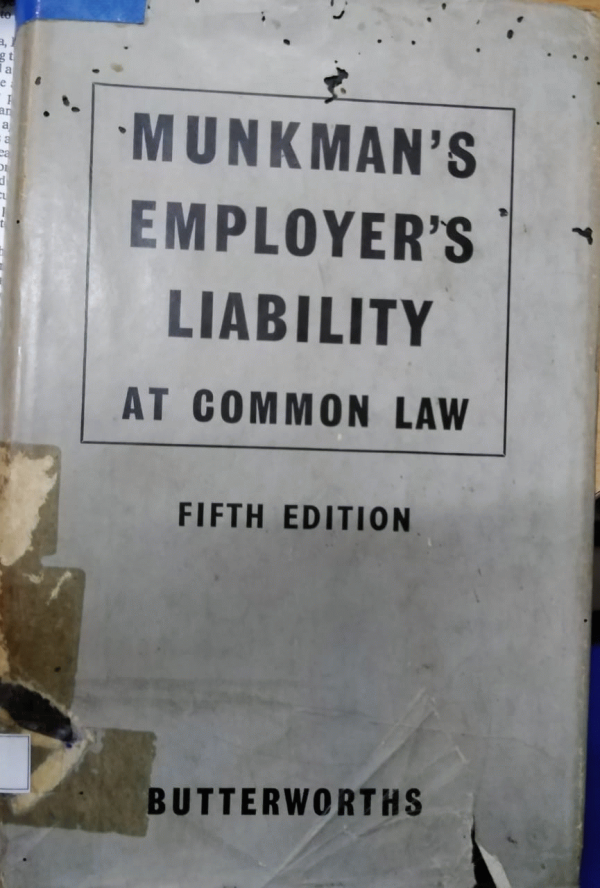 MUNKMAN'S
EMPLOYER'S
LIABILITY
AT COMMON LAW
FIFTH EDITION
BUTTERWORTHS